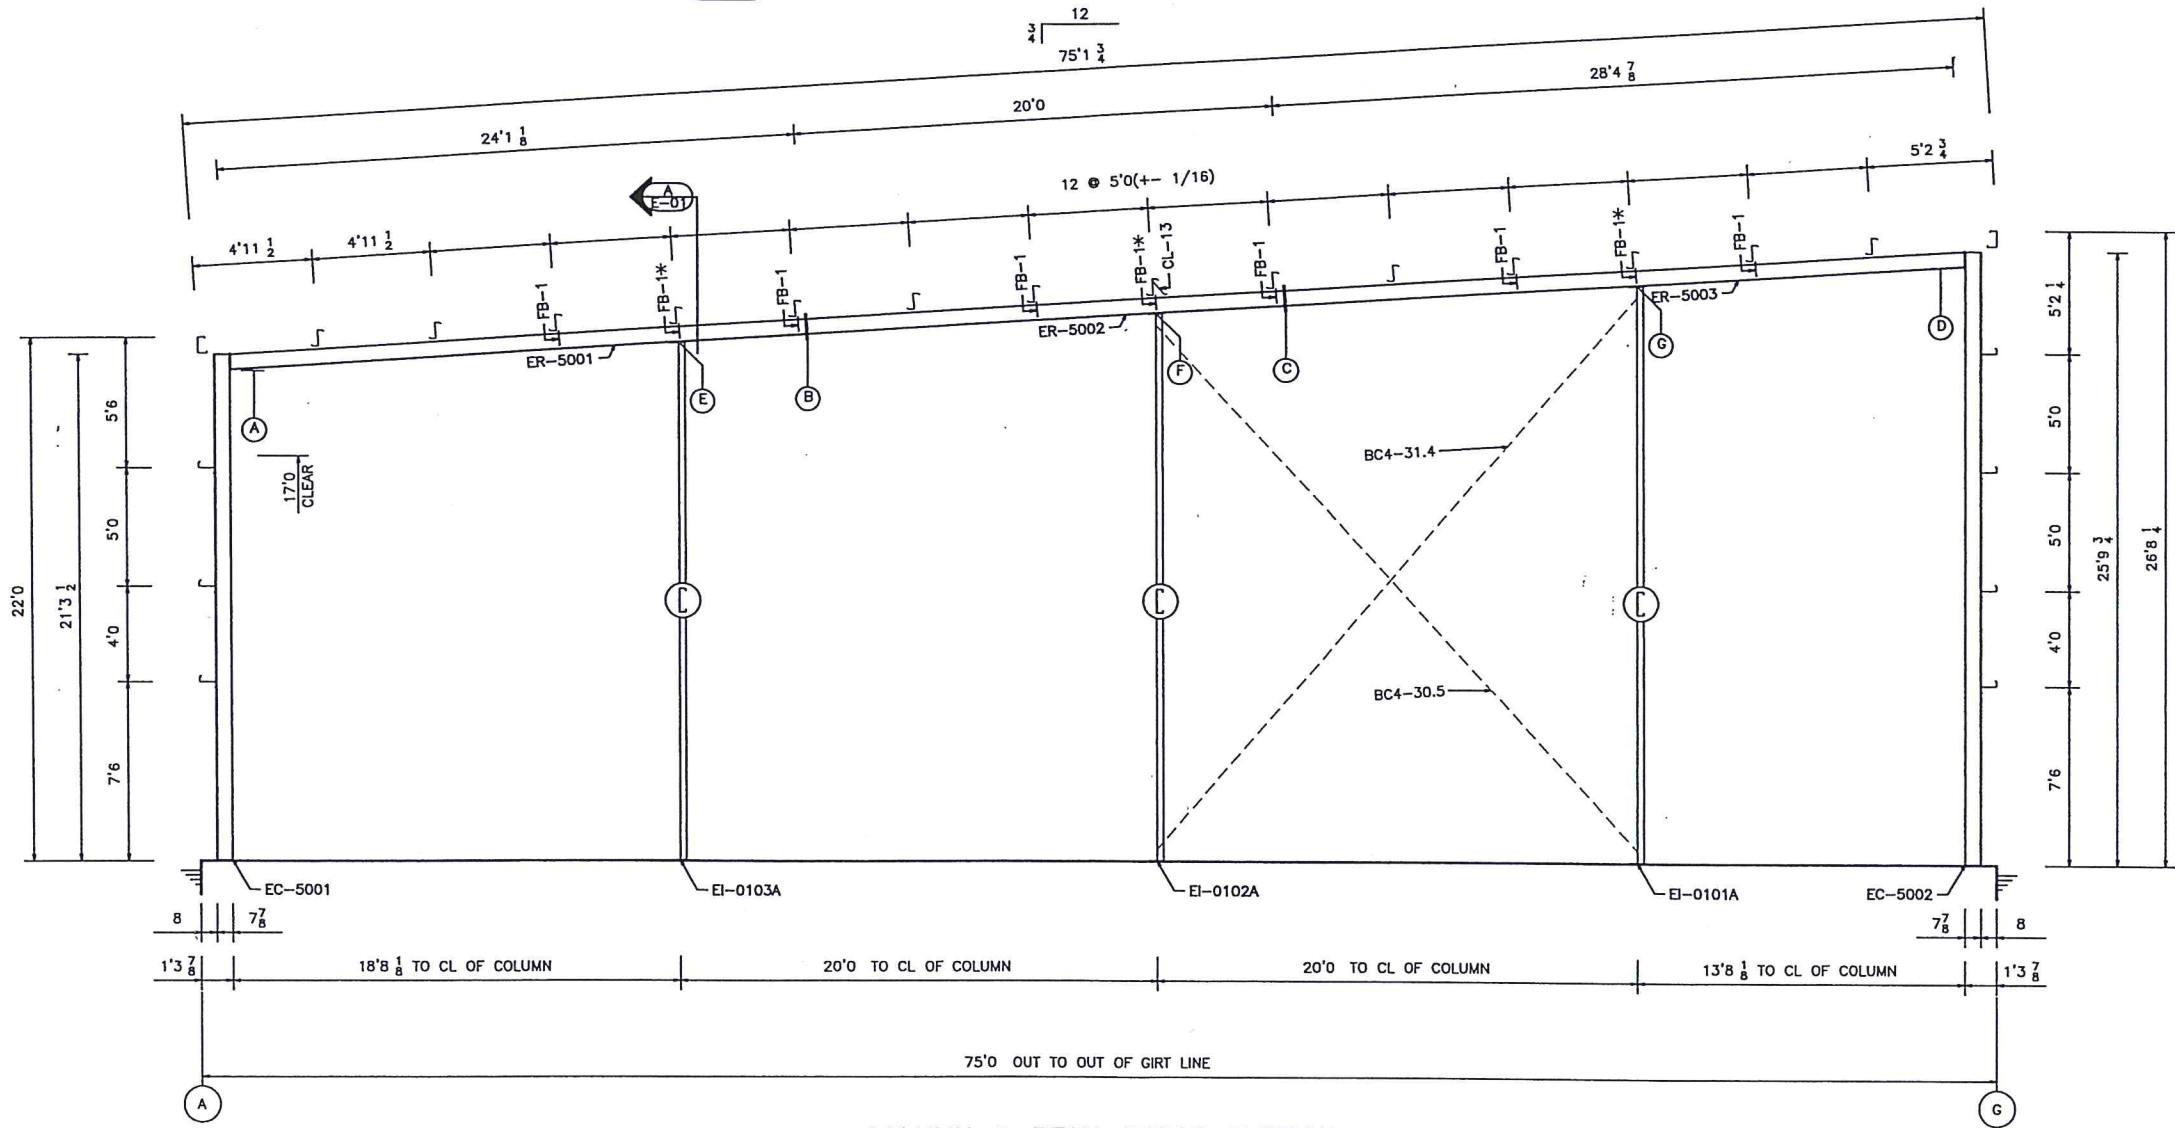 12
3/4
75'1 3/4
28'4 7/8
20'0
24'1 1/8
5'2 3/4
12 @ 5'0(+- 1/16)
A
E-01
4'11 1/2
4'11 1/2
FB-1
FB-1*
FB-1
FB-1
FB-1*
CL-13
FB-1
FB-1
FB-1*
FB-1
ER-5001
ER-5002
ER-5003
A
E
B
F
C
G
D
17'0
CLEAR
22'0
21'3 1/2
5'6
5'0
4'0
7'6
BC4-31.4
BC4-30.5
[
[
[
5'2 1/4
5'0
5'0
4'0
7'6
25'9 3/4
26'8 1/4
EC-5001
EI-0103A
EI-0102A
EI-0101A
EC-5002
8
7 7/8
7 7/8
8
1'3 7/8
18'8 1/8 TO CL OF COLUMN
20'0 TO CL OF COLUMN
20'0 TO CL OF COLUMN
13'8 1/8 TO CL OF COLUMN
1'3 7/8
75'0 OUT TO OUT OF GIRT LINE
A
G